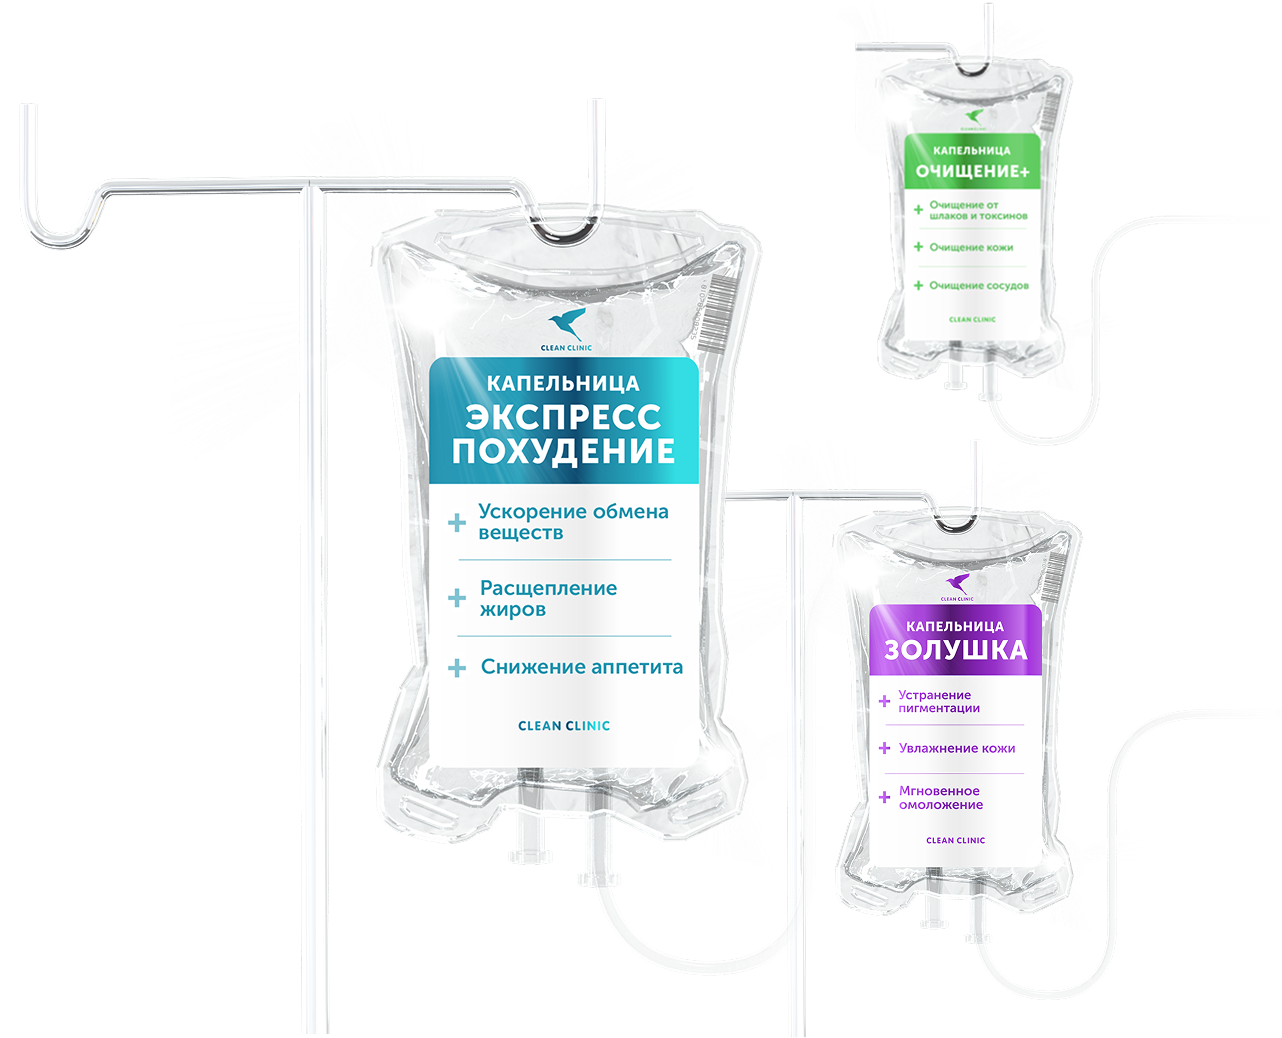 CLEAN CLINIC
КАПЕЛЬНИЦА
ЭКСПРЕСС
ПОХУДЕНИЕ
+ Ускорение обмена
веществ
+ Расщепление
жиров
+ Снижение аппетита
CLEAN CLINIC
КАПЕЛЬНИЦА
ОЧИЩЕНИЕ+
+ Очищение от
шлаков и токсинов
+ Очищение кожи
+ Очищение сосудов
CLEAN CLINIC
CLEAN CLINIC
КАПЕЛЬНИЦА
ЗОЛУШКА
+ Устранение
пигментации
+ Увлажнение кожи
+ Мгновенное
омоложение
CLEAN CLINIC